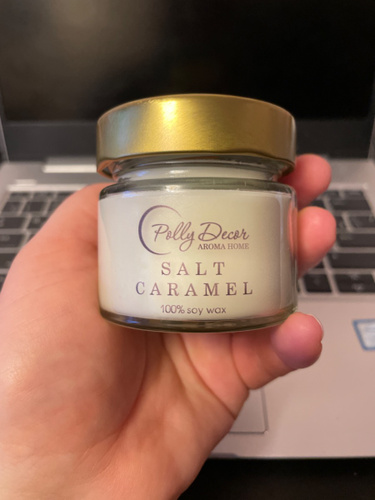 Polly Decor
AROMA HOME
SALT
CARAMEL
100% soy wax